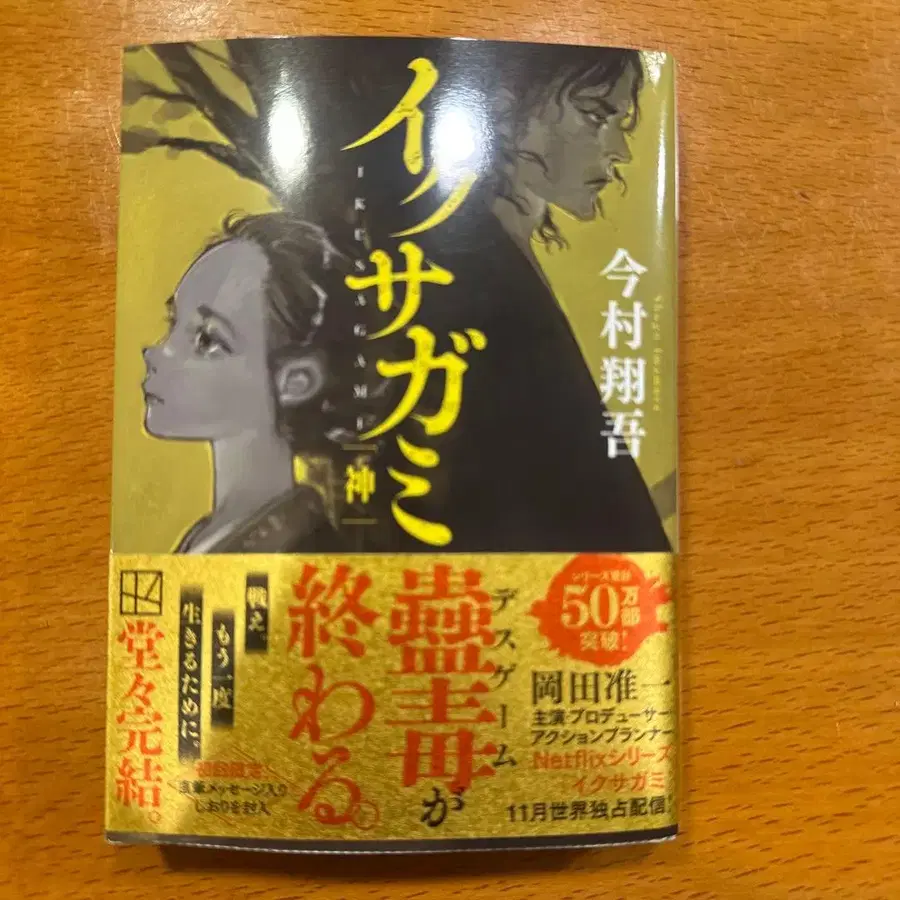 イクサガミ
IKUSAGAMI
神
今村翔吾
Shogo Imamura
シリーズ累計
50万部
突破!
岡田准一
主演 プロデューサー
アクションプランナー
Netflixシリーズ
イクサガミ
11月世界独占配信!
デスゲーム
蠱毒が
終わる。
戦え
もう一度
生きるために。
初回限定!
直筆メッセージ入り
しおりを封入
堂々完結。